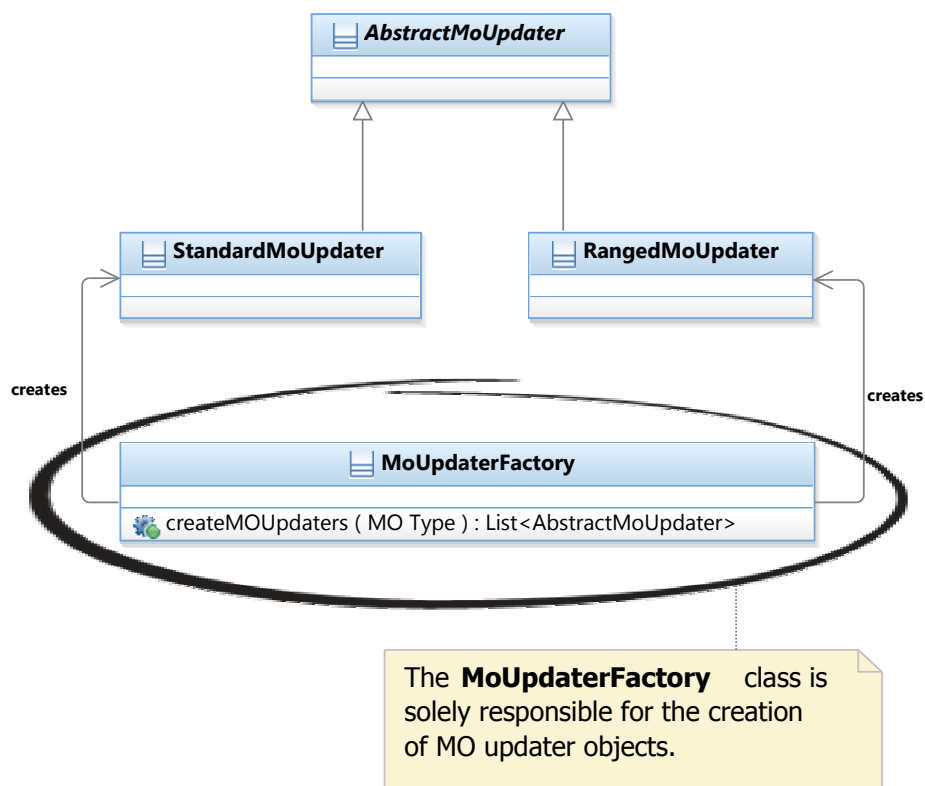 AbstractMoUpdater
StandardMoUpdater
RangedMoUpdater
creates
creates
MoUpdaterFactory
createMOUpdaters ( MO Type ) : List<AbstractMoUpdater>
The MoUpdaterFactory class is
solely responsible for the creation
of MO updater objects.